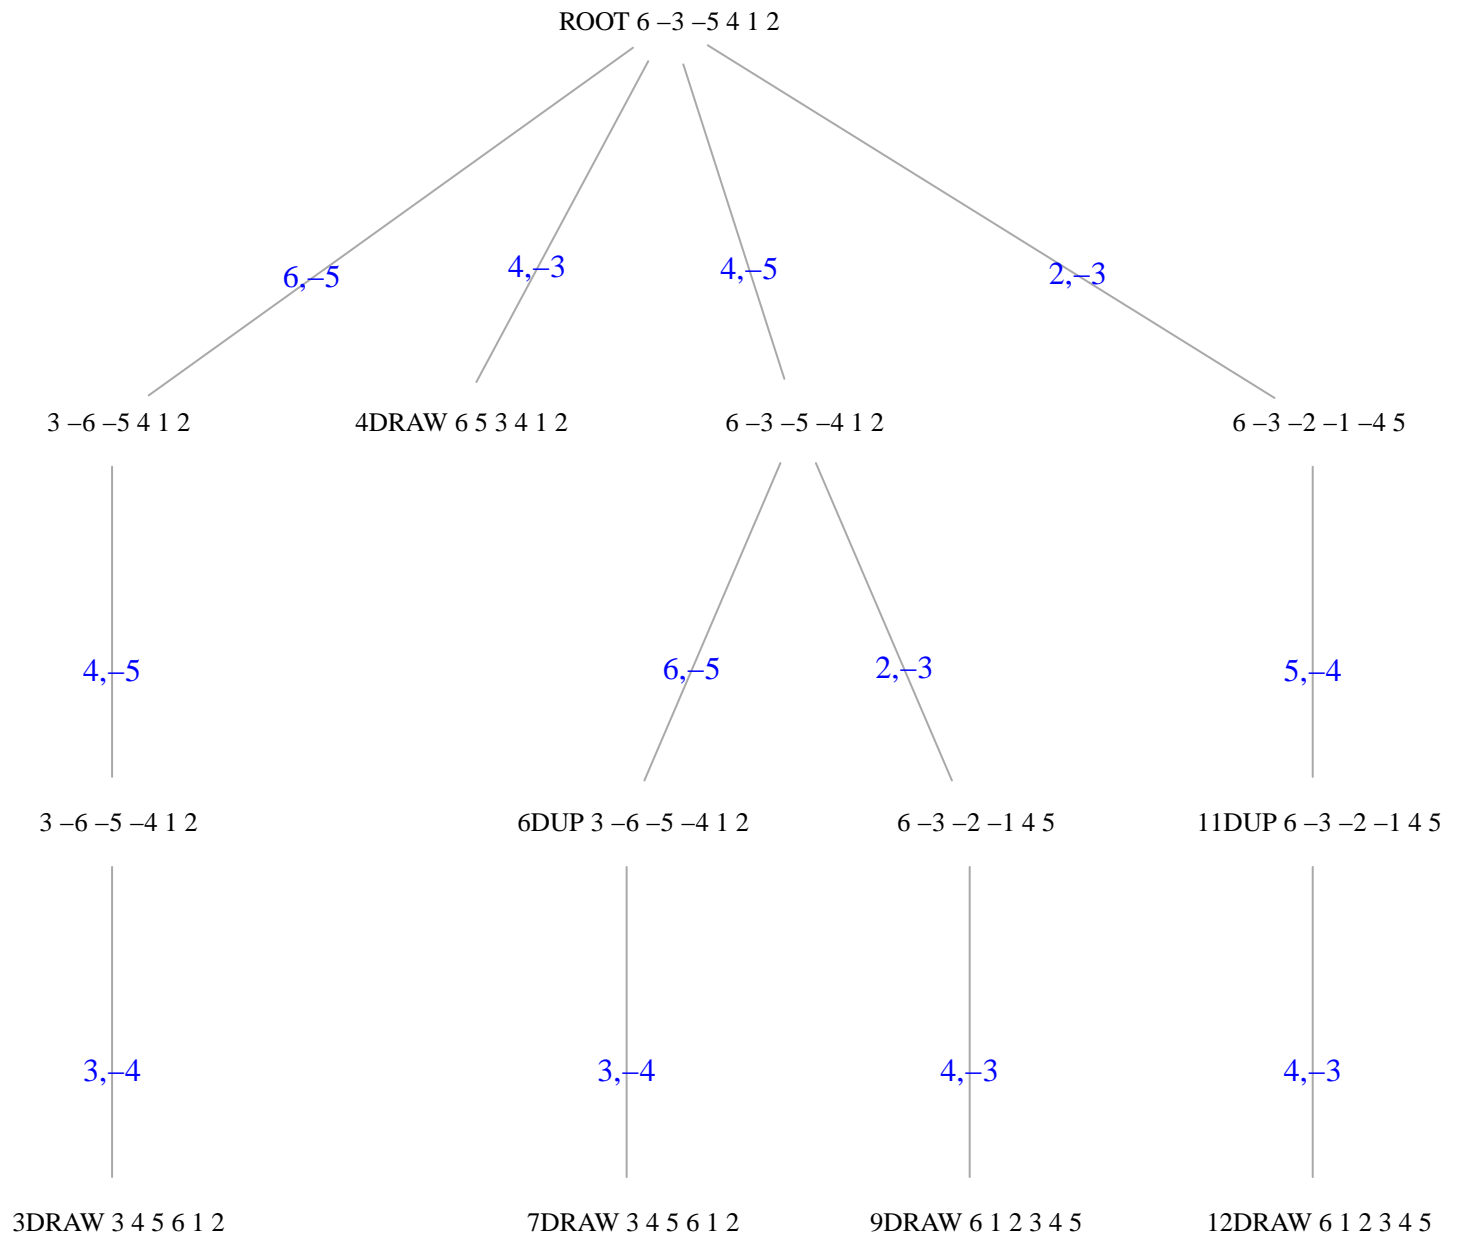 ROOT 6 –3 –5 4 1 2
6,–5
4,–3
4,–5
2,–3
3 –6 –5 4 1 2
4DRAW 6 5 3 4 1 2
6 –3 –5 –4 1 2
6 –3 –2 –1 –4 5
4,–5
6,–5
2,–3
5,–4
3 –6 –5 –4 1 2
6DUP 3 –6 –5 –4 1 2
6 –3 –2 –1 4 5
11DUP 6 –3 –2 –1 4 5
3,–4
3,–4
4,–3
4,–3
3DRAW 3 4 5 6 1 2
7DRAW 3 4 5 6 1 2
9DRAW 6 1 2 3 4 5
12DRAW 6 1 2 3 4 5